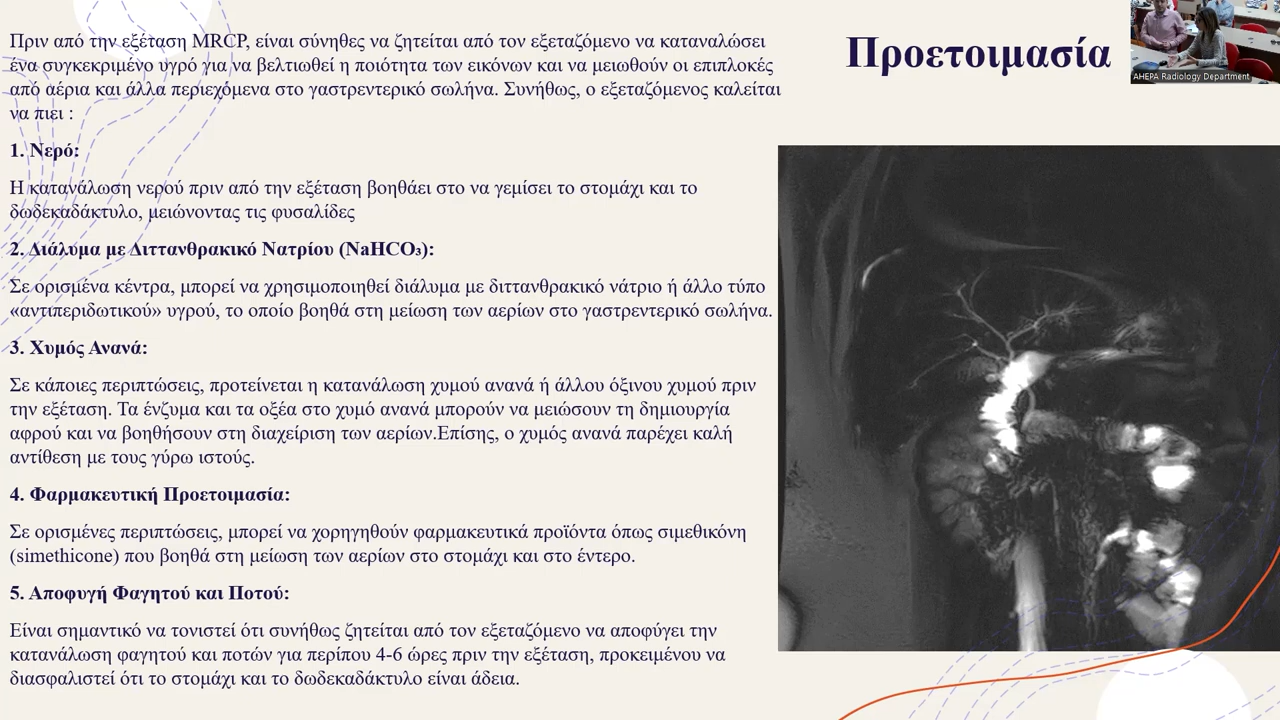 Προετοιμασία
AHEPA Radiology Department
Πριν από την εξέταση MRCP, είναι σύνηθες να ζητείται από τον εξεταζόμενο να καταναλώσει
ένα συγκεκριμένο υγρό για να βελτιωθεί η ποιότητα των εικόνων και να μειωθούν οι επιπλοκές
από αέρια και άλλα περιεχόμενα στο γαστρεντερικό σωλήνα. Συνήθως, ο εξεταζόμενος καλείται
να πιει :
1. Νερό:
Η κατανάλωση νερού πριν από την εξέταση βοηθάει στο να γεμίσει το στομάχι και το
δωδεκαδάκτυλο, μειώνοντας τις φυσαλίδες
2. Διάλυμα με Διττανθρακικό Νατρίου (NaHCO₃):
Σε ορισμένα κέντρα, μπορεί να χρησιμοποιηθεί διάλυμα με διττανθρακικό νάτριο ή άλλο τύπο
«αντιπεριδωτικού» υγρού, το οποίο βοηθά στη μείωση των αερίων στο γαστρεντερικό σωλήνα.
3. Χυμός Ανανά:
Σε κάποιες περιπτώσεις, προτείνεται η κατανάλωση χυμού ανανά ή άλλου όξινου χυμού πριν
την εξέταση. Τα ένζυμα και τα οξέα στο χυμό ανανά μπορούν να μειώσουν τη δημιουργία
αφρού και να βοηθήσουν στη διαχείριση των αερίων.Επίσης, ο χυμός ανανά παρέχει καλή
αντίθεση με τους γύρω ιστούς.
4. Φαρμακευτική Προετοιμασία:
Σε ορισμένες περιπτώσεις, μπορεί να χορηγηθούν φαρμακευτικά προϊόντα όπως σιμεθικόνη
(simethicone) που βοηθά στη μείωση των αερίων στο στομάχι και στο έντερο.
5. Αποφυγή Φαγητού και Ποτού:
Είναι σημαντικό να τονιστεί ότι συνήθως ζητείται από τον εξεταζόμενο να αποφύγει την
κατανάλωση φαγητού και ποτών για περίπου 4-6 ώρες πριν την εξέταση, προκειμένου να
διασφαλιστεί ότι το στομάχι και το δωδεκαδάκτυλο είναι άδεια.